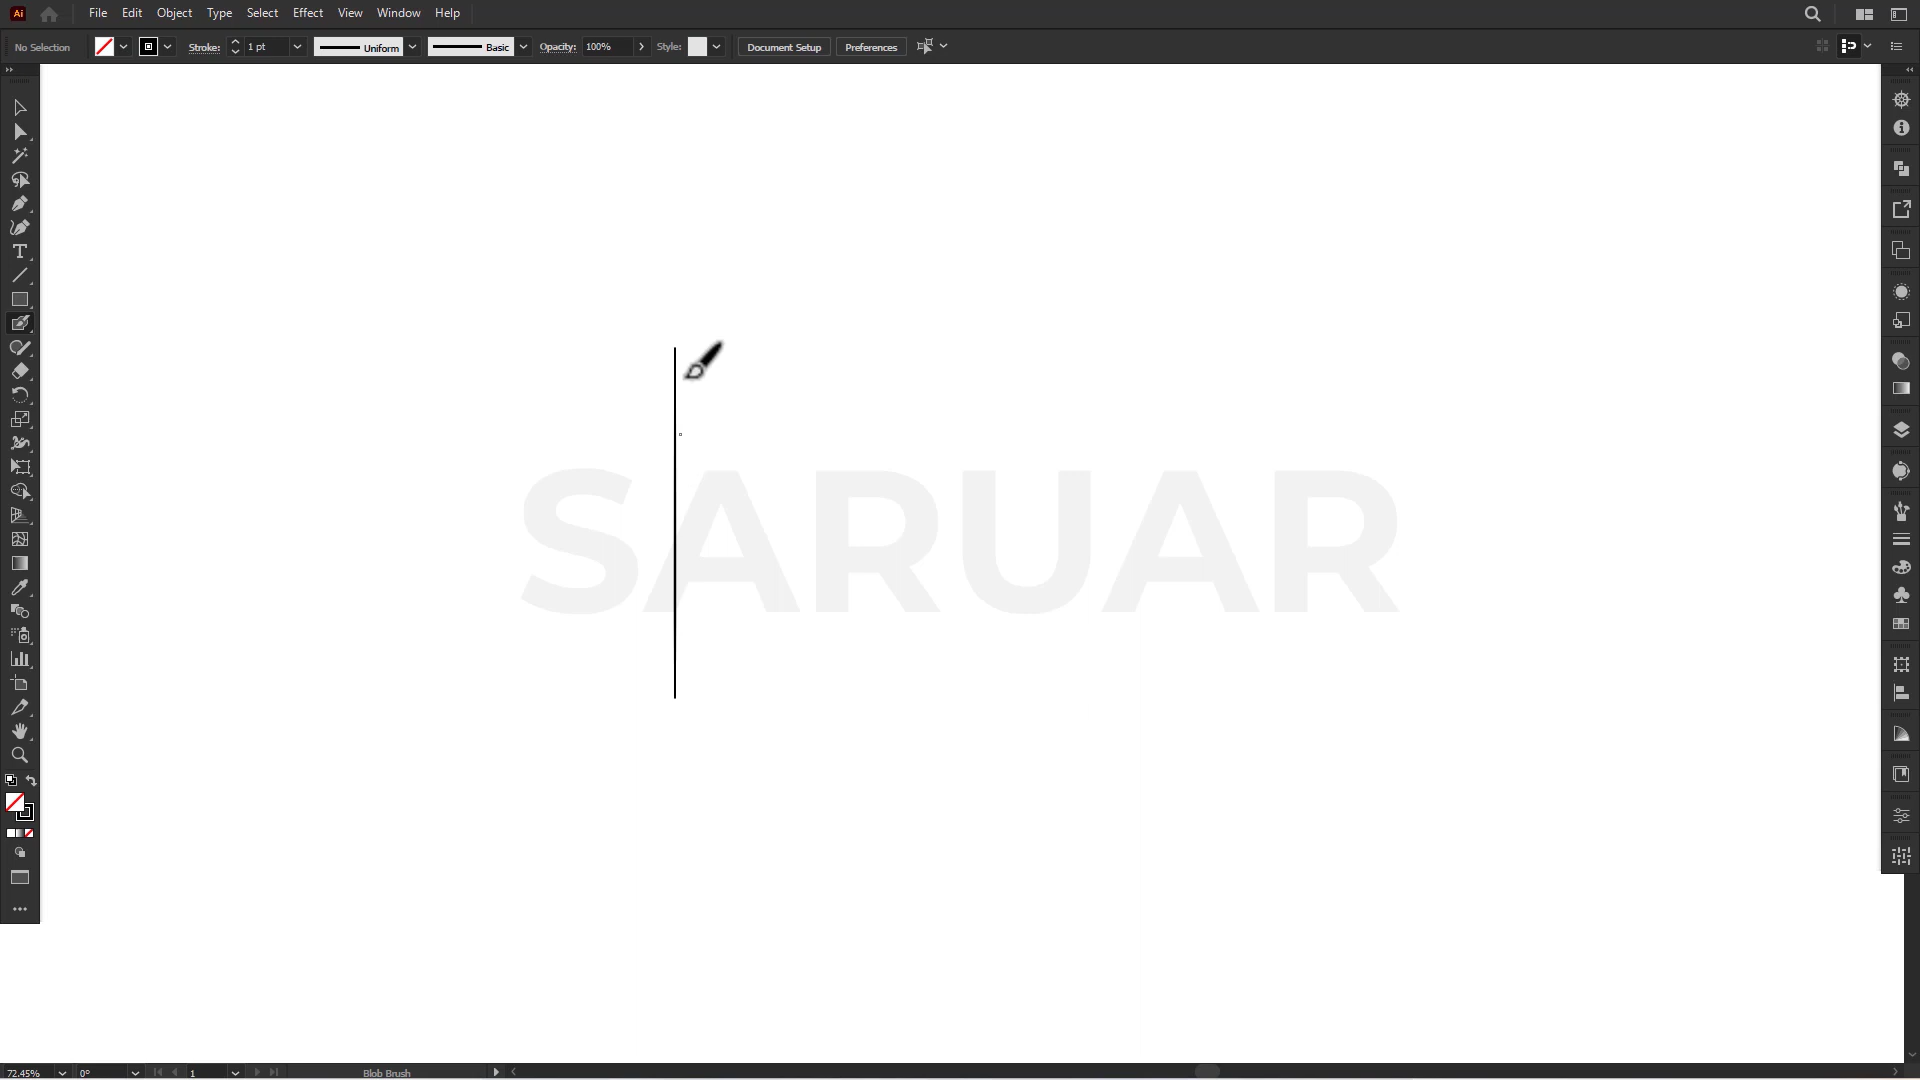 Ai File Edit Object Type Select Effect View Window Help
No Selection Stroke: 1 pt Uniform Basic Opacity: 100% Style: Document Setup Preferences
SARUAR
72.45% 0° 1 Blob Brush